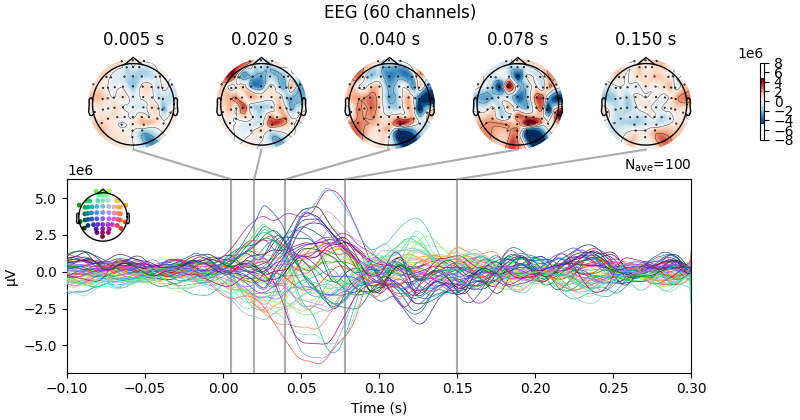 EEG (60 channels)
0.005 s 0.020 s 0.040 s 0.078 s 0.150 s
1e6
8
6
4
2
0
−2
−4
−6
−8
Nave=100
1e6
5.0
2.5
0.0
−2.5
−5.0
µV
−0.10 −0.05 0.00 0.05 0.10 0.15 0.20 0.25 0.30
Time (s)